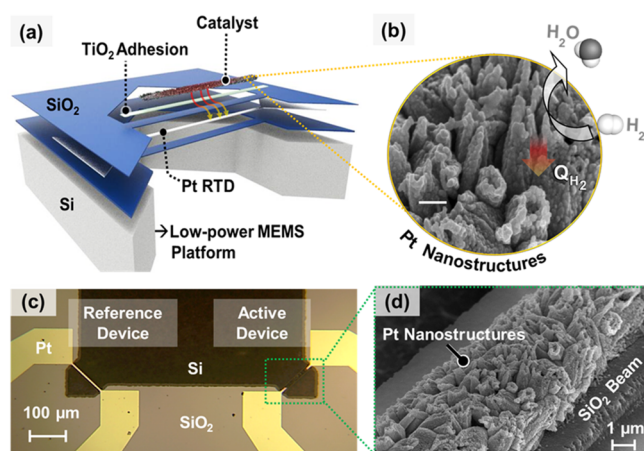 (a)
Catalyst
TiO₂ Adhesion
SiO₂
Pt RTD
Si
Low-power MEMS
Platform
(b)
H₂O
H₂
Q_H₂
Pt Nanostructures
(c)
Reference
Device
Active
Device
Pt
Si
SiO₂
100 μm
(d)
Pt Nanostructures
SiO₂ Beam
1 μm